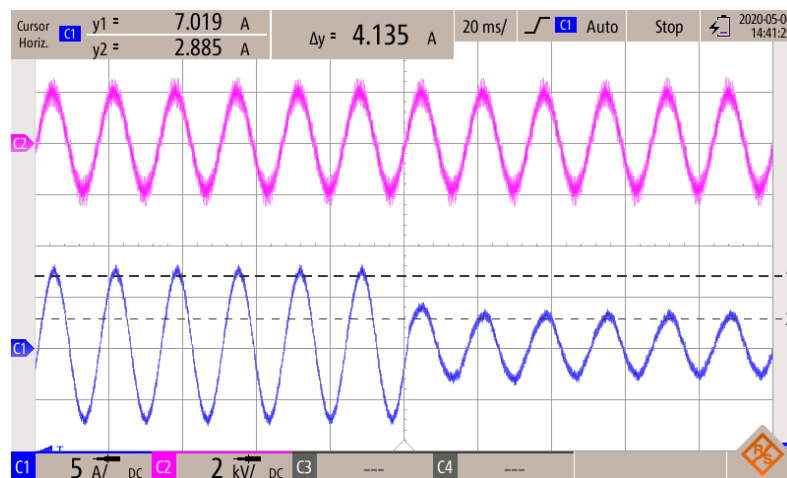 Cursor C1 y1 = 7.019 A Δy = 4.135 A 20 ms/ C1 Auto Stop 2020-05-0
Horiz. y2 = 2.885 A 14:41:2
C2
C1
T
C1 5 A/ DC C2 2 kV/ DC C3 --- C4 ---
R&S